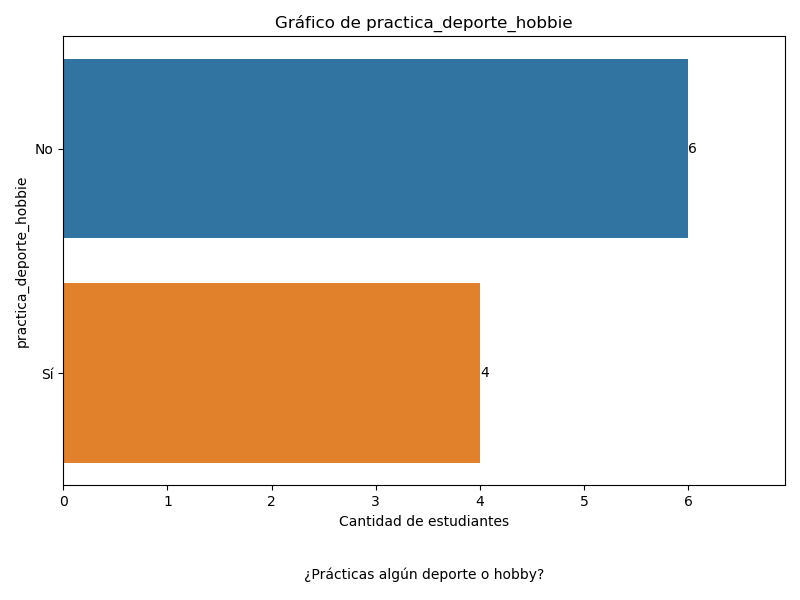 Gráfico de practica_deporte_hobbie
practica_deporte_hobbie
No
6
Sí
4
0 1 2 3 4 5 6
Cantidad de estudiantes
¿Prácticas algún deporte o hobby?